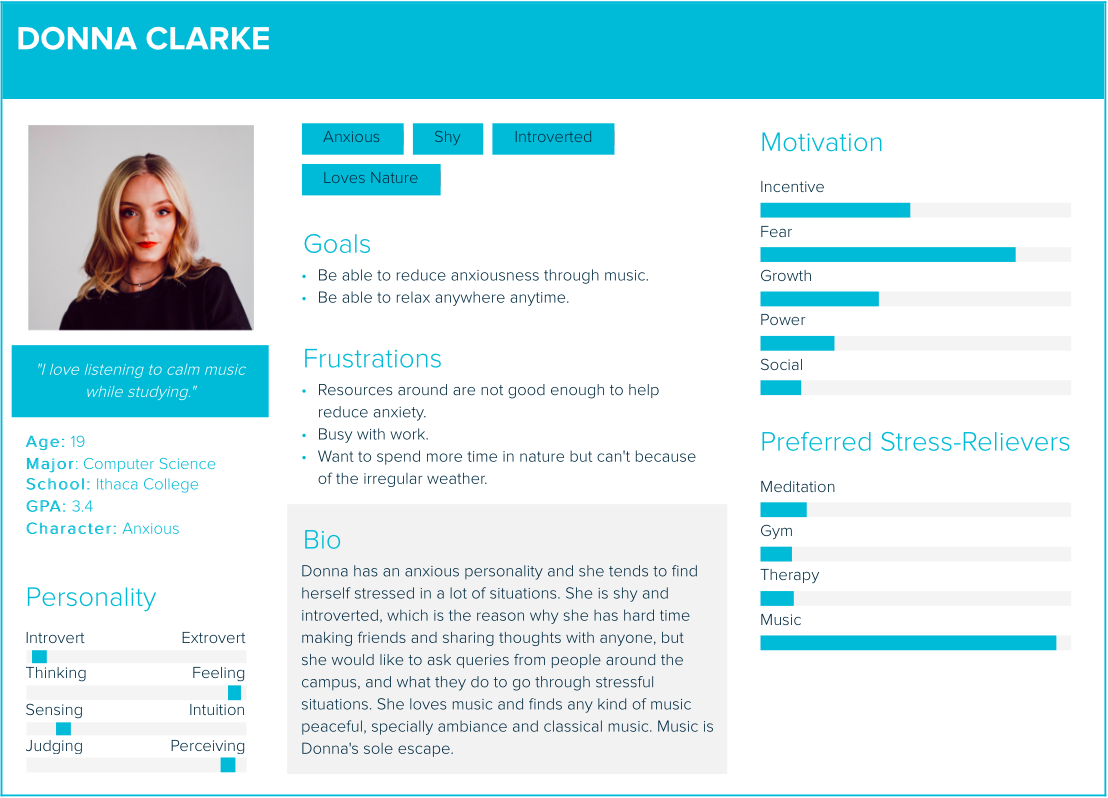 DONNA CLARKE
"I love listening to calm music
while studying."
Age: 19
Major: Computer Science
School: Ithaca College
GPA: 3.4
Character: Anxious
Personality
Introvert Extrovert
Thinking Feeling
Sensing Intuition
Judging Perceiving
Anxious Shy Introverted
Loves Nature
Goals
• Be able to reduce anxiousness through music.
• Be able to relax anywhere anytime.
Frustrations
• Resources around are not good enough to help
reduce anxiety.
• Busy with work.
• Want to spend more time in nature but can't because
of the irregular weather.
Bio
Donna has an anxious personality and she tends to find
herself stressed in a lot of situations. She is shy and
introverted, which is the reason why she has hard time
making friends and sharing thoughts with anyone, but
she would like to ask queries from people around the
campus, and what they do to go through stressful
situations. She loves music and finds any kind of music
peaceful, specially ambiance and classical music. Music is
Donna's sole escape.
Motivation
Incentive
Fear
Growth
Power
Social
Preferred Stress-Relievers
Meditation
Gym
Therapy
Music